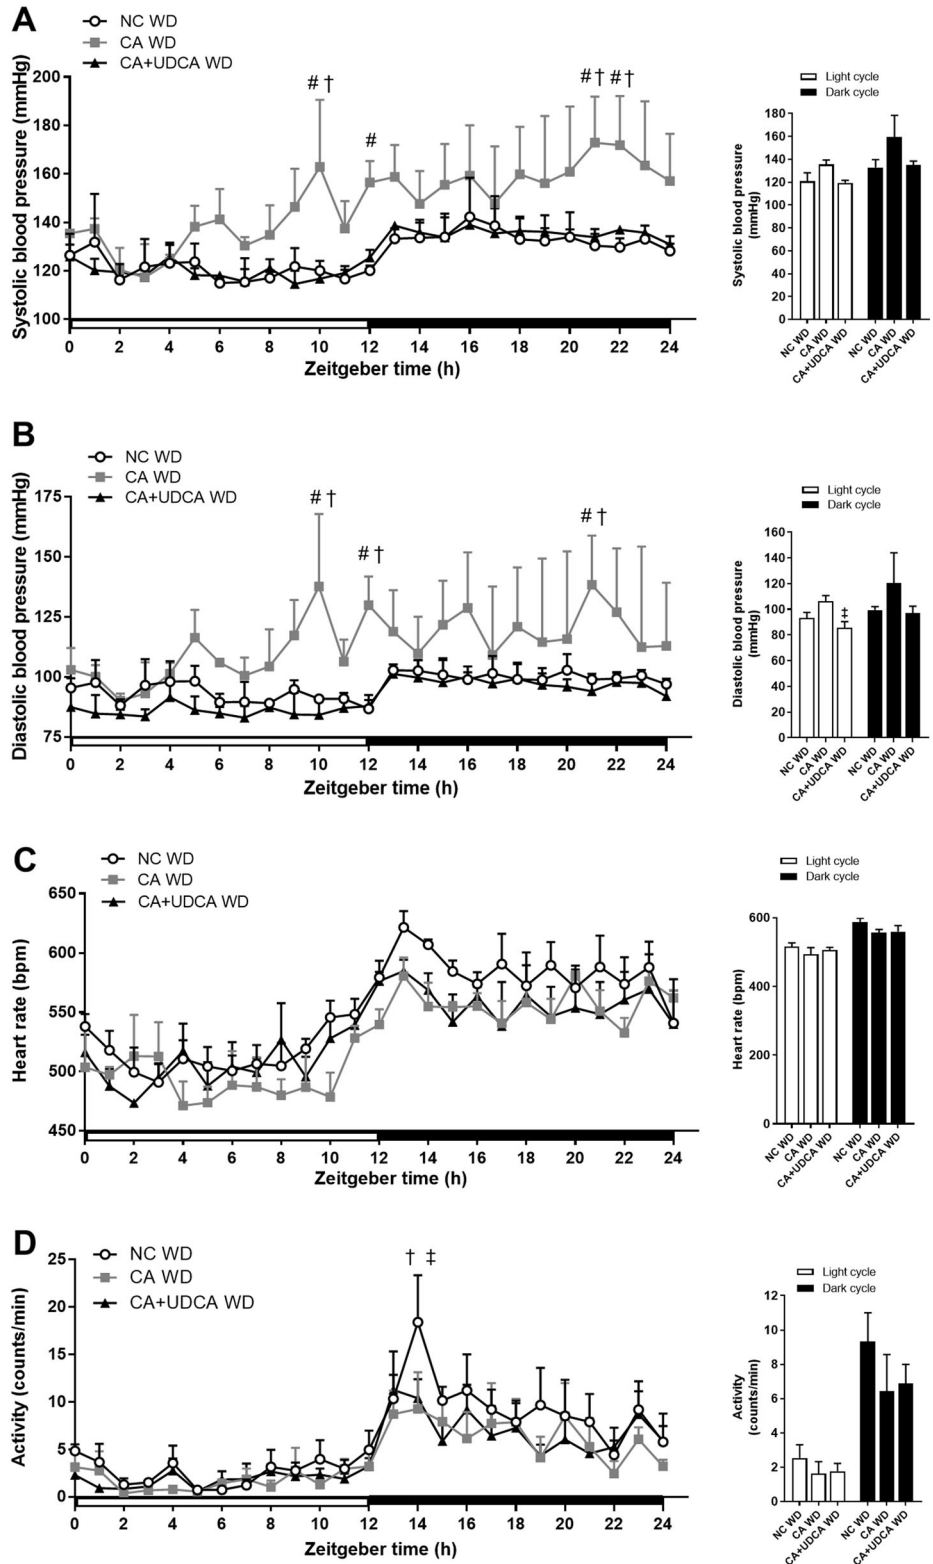 A
NC WD
CA WD
CA+UDCA WD
Systolic blood pressure (mmHg)
200
180
160
140
120
100
# †
#
# † # †
0 2 4 6 8 10 12 14 16 18 20 22 24
Zeitgeber time (h)
Light cycle
Dark cycle
Systolic blood pressure
(mmHg)
180
160
140
120
100
80
60
40
20
0
NC WD
CA WD
CA+UDCA WD
NC WD
CA WD
CA+UDCA WD
B
NC WD
CA WD
CA+UDCA WD
Diastolic blood pressure (mmHg)
175
150
125
100
75
# †
# †
# †
0 2 4 6 8 10 12 14 16 18 20 22 24
Zeitgeber time (h)
Light cycle
Dark cycle
Diastolic blood pressure
(mmHg)
160
140
120
100
80
60
40
20
0
‡
NC WD
CA WD
CA+UDCA WD
NC WD
CA WD
CA+UDCA WD
C
NC WD
CA WD
CA+UDCA WD
Heart rate (bpm)
650
600
550
500
450
0 2 4 6 8 10 12 14 16 18 20 22 24
Zeitgeber time (h)
Light cycle
Dark cycle
Heart rate (bpm)
600
400
200
0
NC WD
CA WD
CA+UDCA WD
NC WD
CA WD
CA+UDCA WD
D
NC WD
CA WD
CA+UDCA WD
Activity (counts/min)
25
20
15
10
5
0
† ‡
0 2 4 6 8 10 12 14 16 18 20 22 24
Zeitgeber time (h)
Light cycle
Dark cycle
Activity
(counts/min)
12
10
8
6
4
2
0
NC WD
CA WD
CA+UDCA WD
NC WD
CA WD
CA+UDCA WD